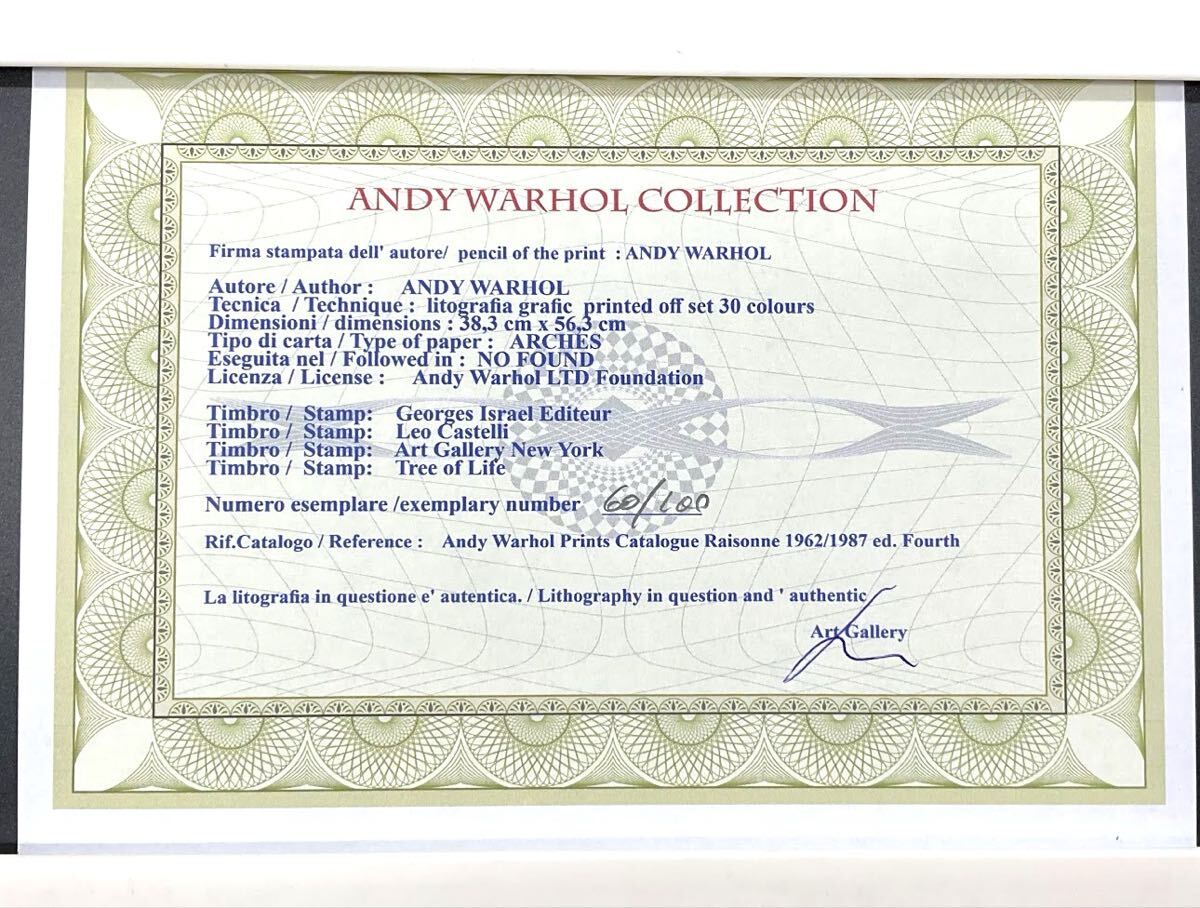 ANDY WARHOL COLLECTION
Firma stampata dell' autore/ pencil of the print : ANDY WARHOL
Autore / Author : ANDY WARHOL
Tecnica / Technique : litografia grafic printed off set 30 colours
Dimensioni / dimensions : 38,3 cm x 56,3 cm
Tipo di carta / Type of paper : ARCHES
Eseguita nel / Followed in : NO FOUND
Licenza / License : Andy Warhol LTD Foundation
Timbro / Stamp: Georges Israel Editeur
Timbro / Stamp: Leo Castelli
Timbro / Stamp: Art Gallery New York
Timbro / Stamp: Tree of Life
Numero esemplare /exemplary number 60/100
Rif.Catalogo / Reference : Andy Warhol Prints Catalogue Raisonne 1962/1987 ed. Fourth
La litografia in questione e' autentica. / Lithography in question and ' authentic
Art Gallery